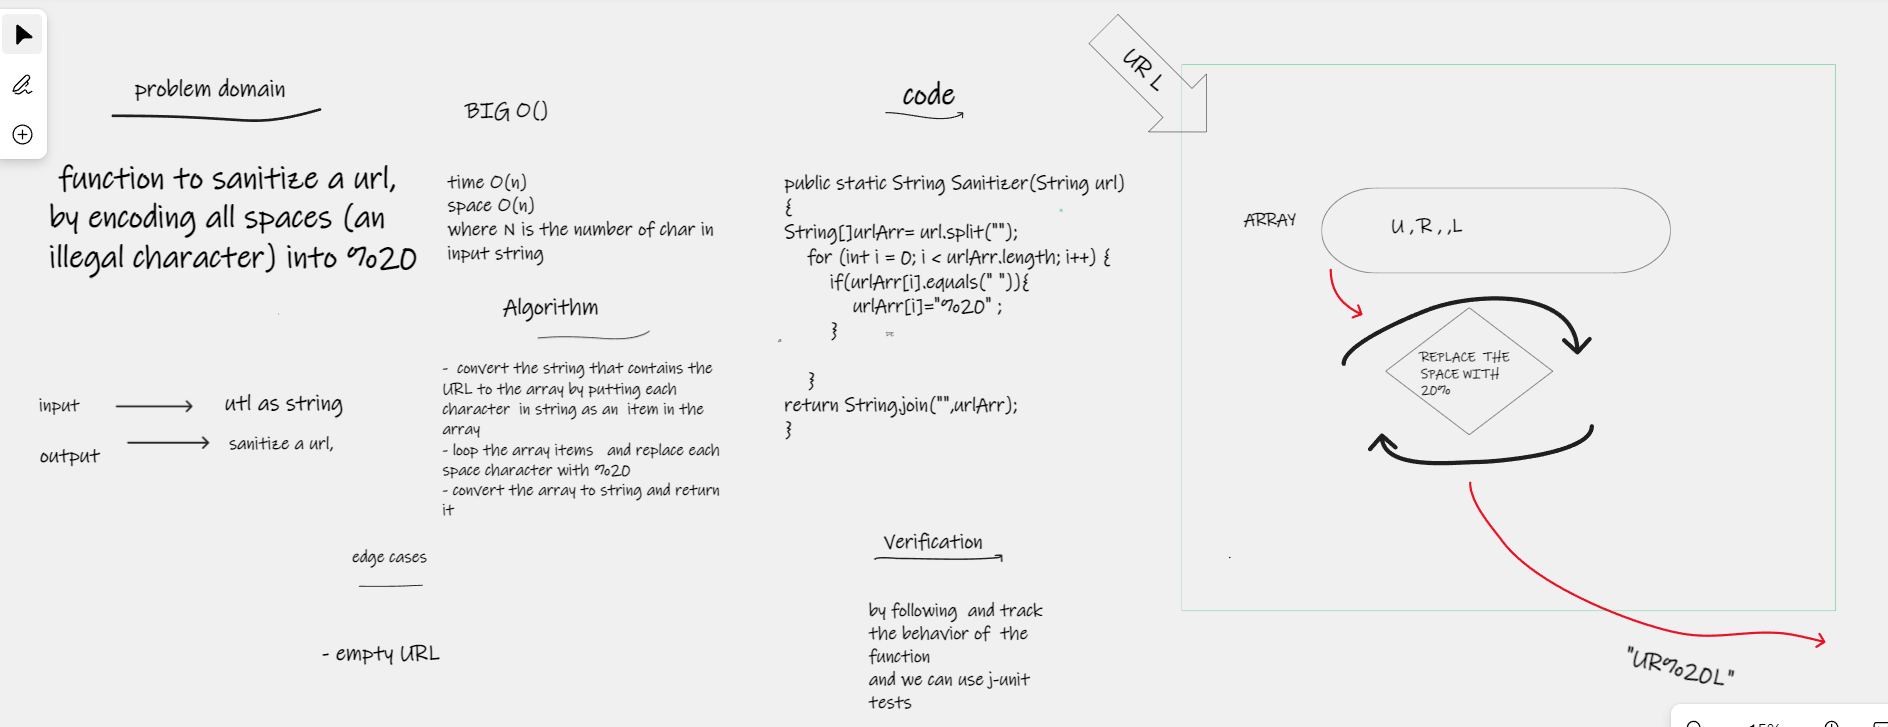 problem domain
function to sanitize a url,
by encoding all spaces (an
illegal character) into %20
input
utl as string
output
sanitize a url,
edge cases
- empty URL
BIG O()
time O(n)
space O(n)
where N is the number of char in
input string
Algorithm
- convert the string that contains the
URL to the array by putting each
character in string as an item in the
array
- loop the array items and replace each
space character with %20
- convert the array to string and return
it
code
public static String Sanitizer(String url)
{
String[]urlArr= url.split("");
for (int i = 0; i < urlArr.length; i++) {
if(urlArr[i].equals(" ")){
urlArr[i]="%20" ;
}
}
return String.join("",urlArr);
}
Verification
by following and track
the behavior of the
function
and we can use j-unit
tests
UR L
ARRAY
U , R , , L
REPLACE THE
SPACE WITH
20%
"UR%20L"